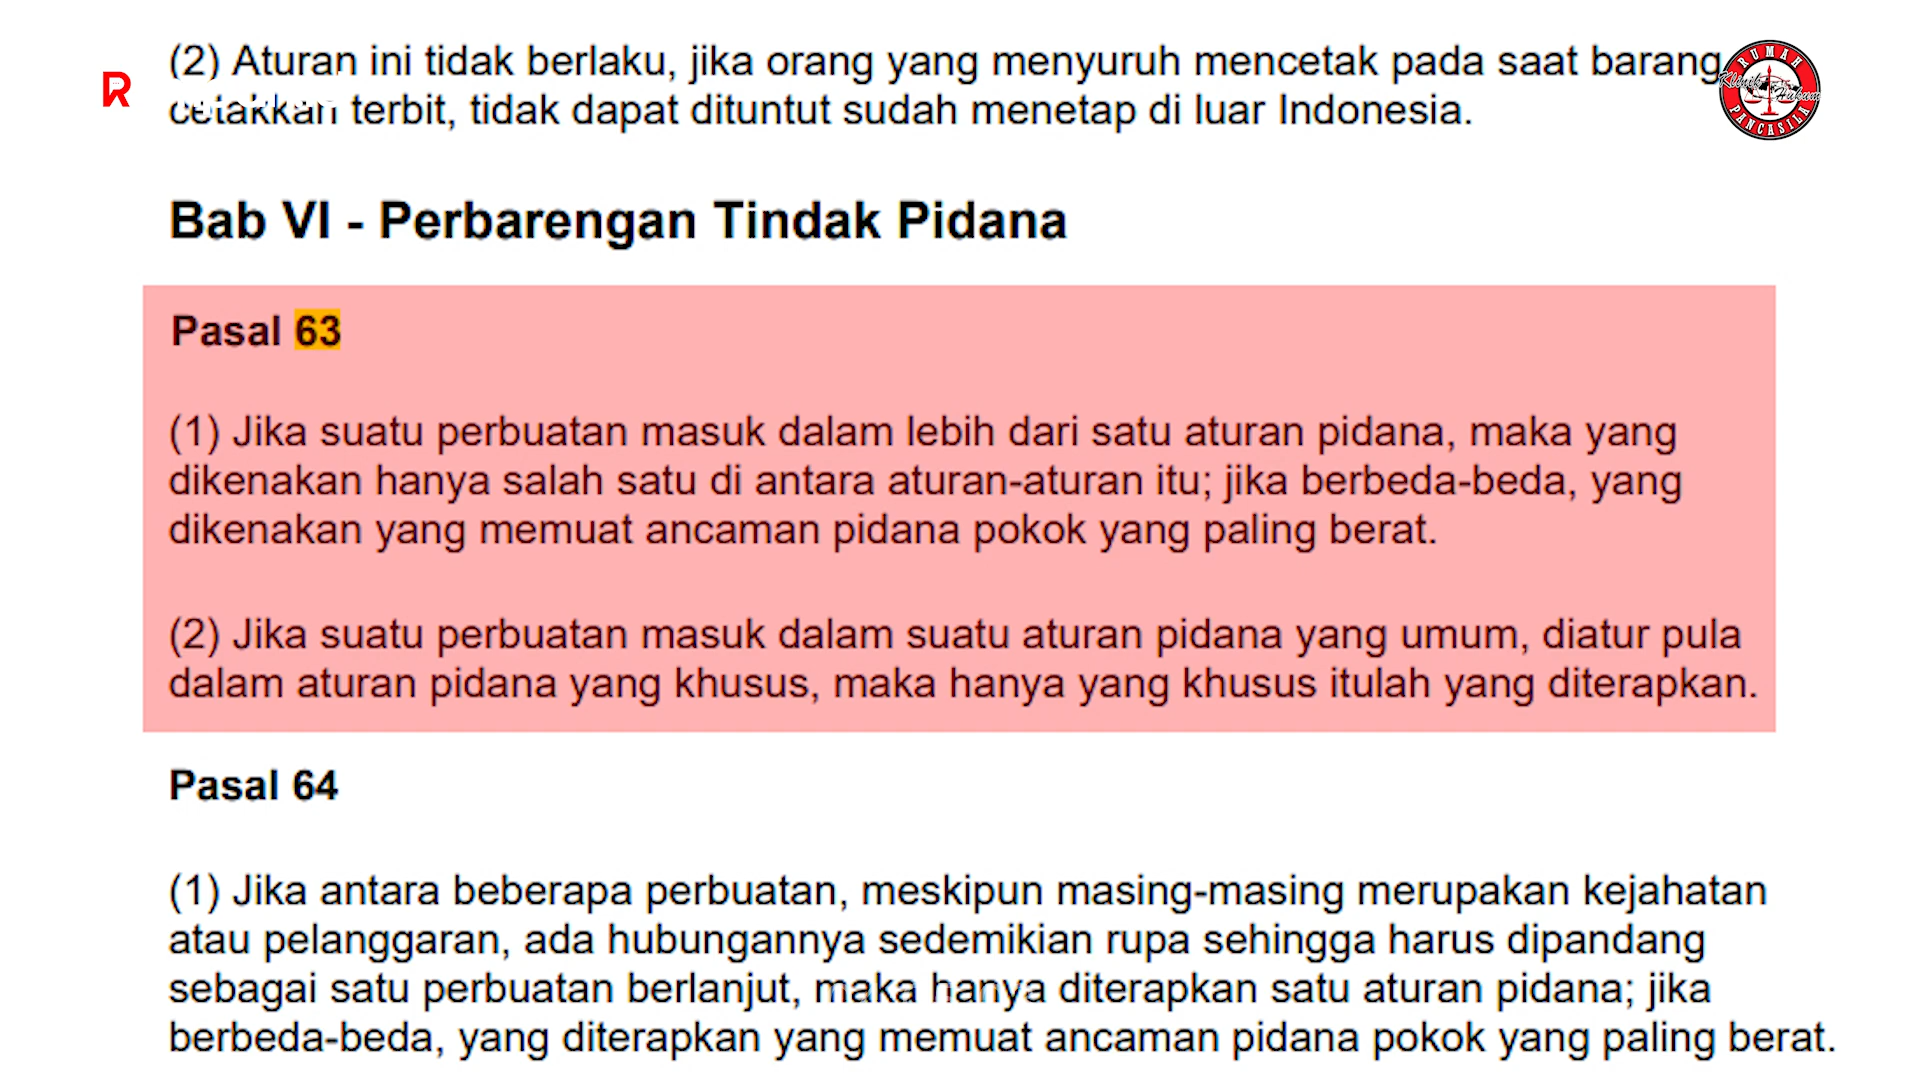 (2) Aturan ini tidak berlaku, jika orang yang menyuruh mencetak pada saat barang
R
RUMAH
Klinik Hukum
PANCASILA
cetakkan terbit, tidak dapat dituntut sudah menetap di luar Indonesia.
Bab VI - Perbarengan Tindak Pidana
Pasal 63
(1) Jika suatu perbuatan masuk dalam lebih dari satu aturan pidana, maka yang
dikenakan hanya salah satu di antara aturan-aturan itu; jika berbeda-beda, yang
dikenakan yang memuat ancaman pidana pokok yang paling berat.
(2) Jika suatu perbuatan masuk dalam suatu aturan pidana yang umum, diatur pula
dalam aturan pidana yang khusus, maka hanya yang khusus itulah yang diterapkan.
Pasal 64
(1) Jika antara beberapa perbuatan, meskipun masing-masing merupakan kejahatan
atau pelanggaran, ada hubungannya sedemikian rupa sehingga harus dipandang
sebagai satu perbuatan berlanjut, maka hanya diterapkan satu aturan pidana; jika
berbeda-beda, yang diterapkan yang memuat ancaman pidana pokok yang paling berat.